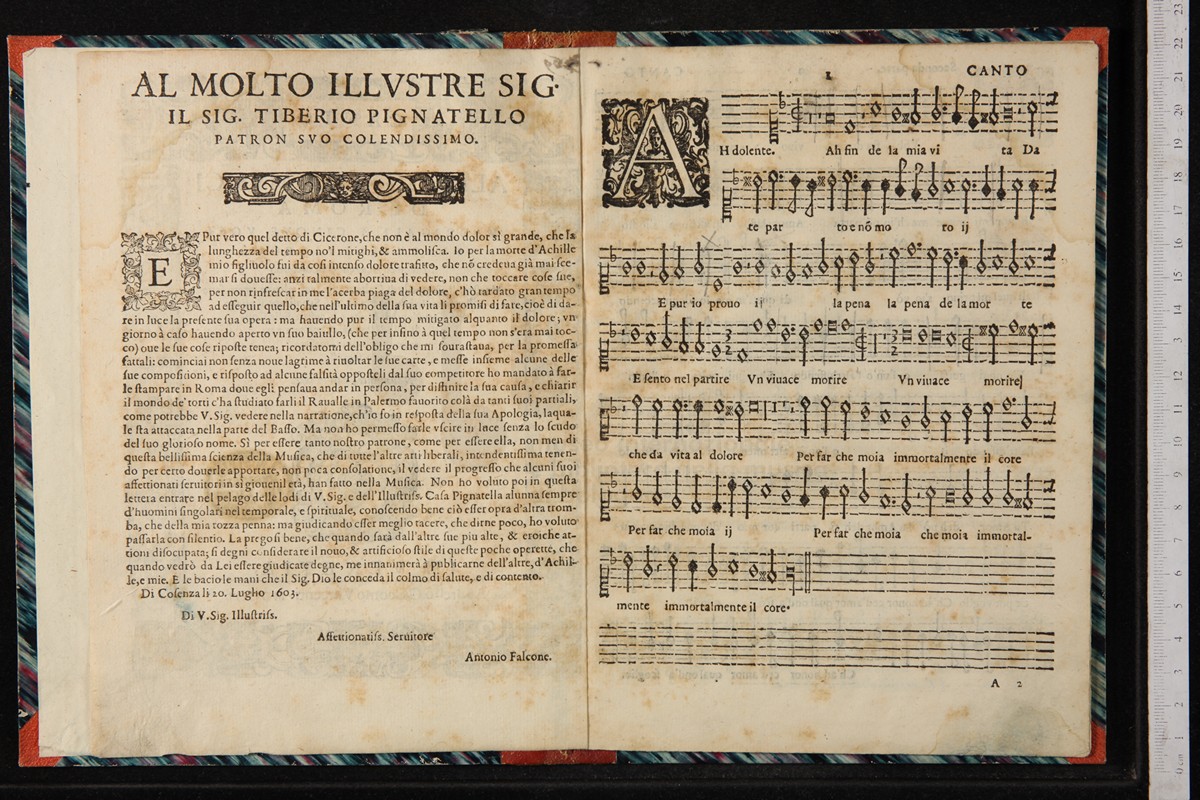 AL MOLTO ILLVSTRE SIG.
IL SIG. TIBERIO PIGNATELLO
PATRON SVO COLENDISSIMO.
E Pur vero quel detto di Cicerone, che non è al mondo dolor sì grande, che la
lunghezza del tempo no'l mitighi, & ammolisca. Io per la morte d'Achille
mio figliuolo fui da così intenso dolore trafitto, che nõ credeua già mai sce-
mar si douesse: anzi talmente aborriua di vedere, non che toccare cose sue,
per non rinfrescar in me l'acerba piaga del dolore, c'hò tardato gran tempo
ad esseguir quello, che nell'ultimo della sua vita li promisi di fare, cioè di da-
re in luce la presente sua opera: ma hauendo pur il tempo mitigato alquanto il dolore; vn
giorno à caso hauendo aperto vn suo baiullo, (che per infino à quel tempo non s'era mai toc-
co) oue le sue cose riposte tenea; ricordatomi dell'obligo che mi sourastaua, per la promessa
fattali: cominciai non senza noue lagrime à riuoltar le sue carte, e messe insieme alcune delle
sue compositioni, e risposto ad alcune falsità oppostteli dal suo competitore ho mandato à far-
le stampare in Roma doue egli pensaua andar in persona, per difinire la sua causa, e chiarir
il mondo de' torti c'ha studiato farli il Raualle in Palermo fauorito colà da tanti suoi partiali,
come potrebbe V. Sig. vedere nella narratione, ch'io fo in resposta della sua Apologia, laqua-
le sta attaccata nella parte del Basso. Ma non ho permesso farle vscire in luce senza lo scudo
del suo glorioso nome. Sì per essere tanto nostro patrone, come per essere ella, non men di
questa bellissima scienza della Musica, che di tutte l'altre arti liberali, intendentissima tenen-
do per certo douerle apportate, non poca consolatione, il vedere il progresso che alcuni suoi
affettionati seruitori in sì giouenil età, han fatto nella Musica. Non ho voluto poi in questa
lettera entrare nel pelago delle lodi di V. Sig. e dell'Illustriss. Casa Pignatella alunna sempre
d'huomini singolari nel temporale, e spirituale, conoscendo bene ciò esser opra d'altra trom-
ba, che della mia rozza penna: ma giudicando esser meglio tacere, che dirne poco, ho voluto
passarla con silentio. La prego sì bene, che quando sarà dall'altre sue piu alte, & eroiche at-
tioni disocupata; si degni considerare il nouo, & artificioso stile di queste poche operette, che
quando vedrò da Lei essere giudicate degne, me innanimerà à publicarne dell'altre, d'Achil-
le, e mie. E le bacio le mani che il Sig. Dio le conceda il colmo di salute, e di contento.
Di Cosenza li 20. Luglio 1603.
Di V. Sig. Illustriss.
Affettionatiss. Seruitore
Antonio Falcone.
1 CANTO
AH dolente. Ah fin de la mia vi ta Da
te par to e nõ mo ro ij
E pur io prouo ij la pena la pena de la mor te
E sento nel partire Vn viuace morire Vn viuace morire
che da vita al dolore Per far che moia immortalmente il core
Per far che moia ij Per far che moia che moia immortal-
mente immortalmente il core.
A 2